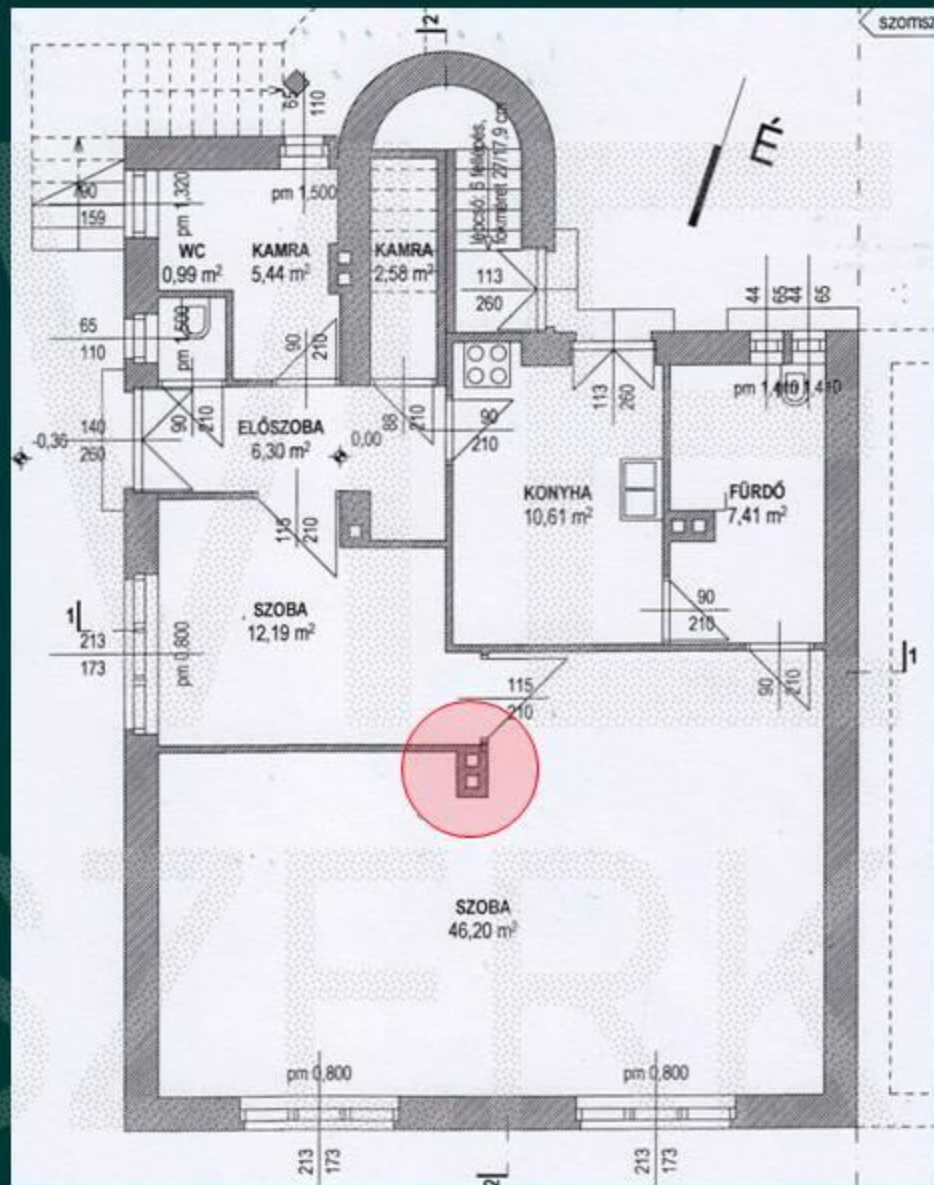 2
szomsz
65
110
lépcső: 6 fellépés,
fokméret 27/17,9 cm
É
90
159
pm 1,320
pm 1,500
WC
0,99 m²
KAMRA
5,44 m²
KAMRA
2,58 m²
113
260
44
65
44
65
65
110
pm 1,500
90
210
pm 1,410
1,410
113
260
-0,36
140
260
90
210
ELŐSZOBA
6,30 m²
0,00
88
210
90
210
KONYHA
10,61 m²
FÜRDŐ
7,41 m²
115
210
SZOBA
12,19 m²
1
213
173
pm 0,800
90
210
1
115
210
90
210
SZOBA
46,20 m²
pm 0,800
pm 0,800
213
173
213
173
2